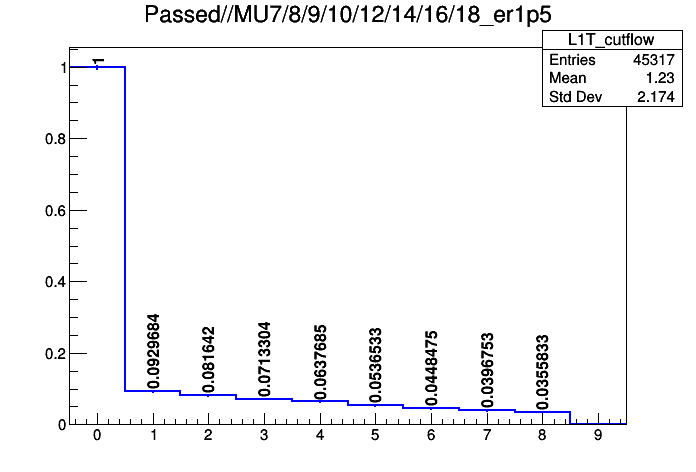 Passed//MU7/8/9/10/12/14/16/18_er1p5
L1T_cutflow
Entries 45317
Mean 1.23
Std Dev 2.174
1
0.8
0.6
0.4
0.2
0
1
0.0929684
0.081642
0.0713304
0.0637685
0.0536533
0.0448475
0.0396753
0.0355833
0 1 2 3 4 5 6 7 8 9